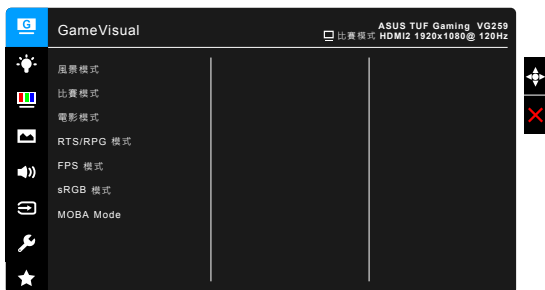 G
GameVisual
ASUS TUF Gaming VG259
比賽模式 HDMI2 1920x1080@ 120Hz
風景模式
比賽模式
電影模式
RTS/RPG 模式
FPS 模式
sRGB 模式
MOBA Mode